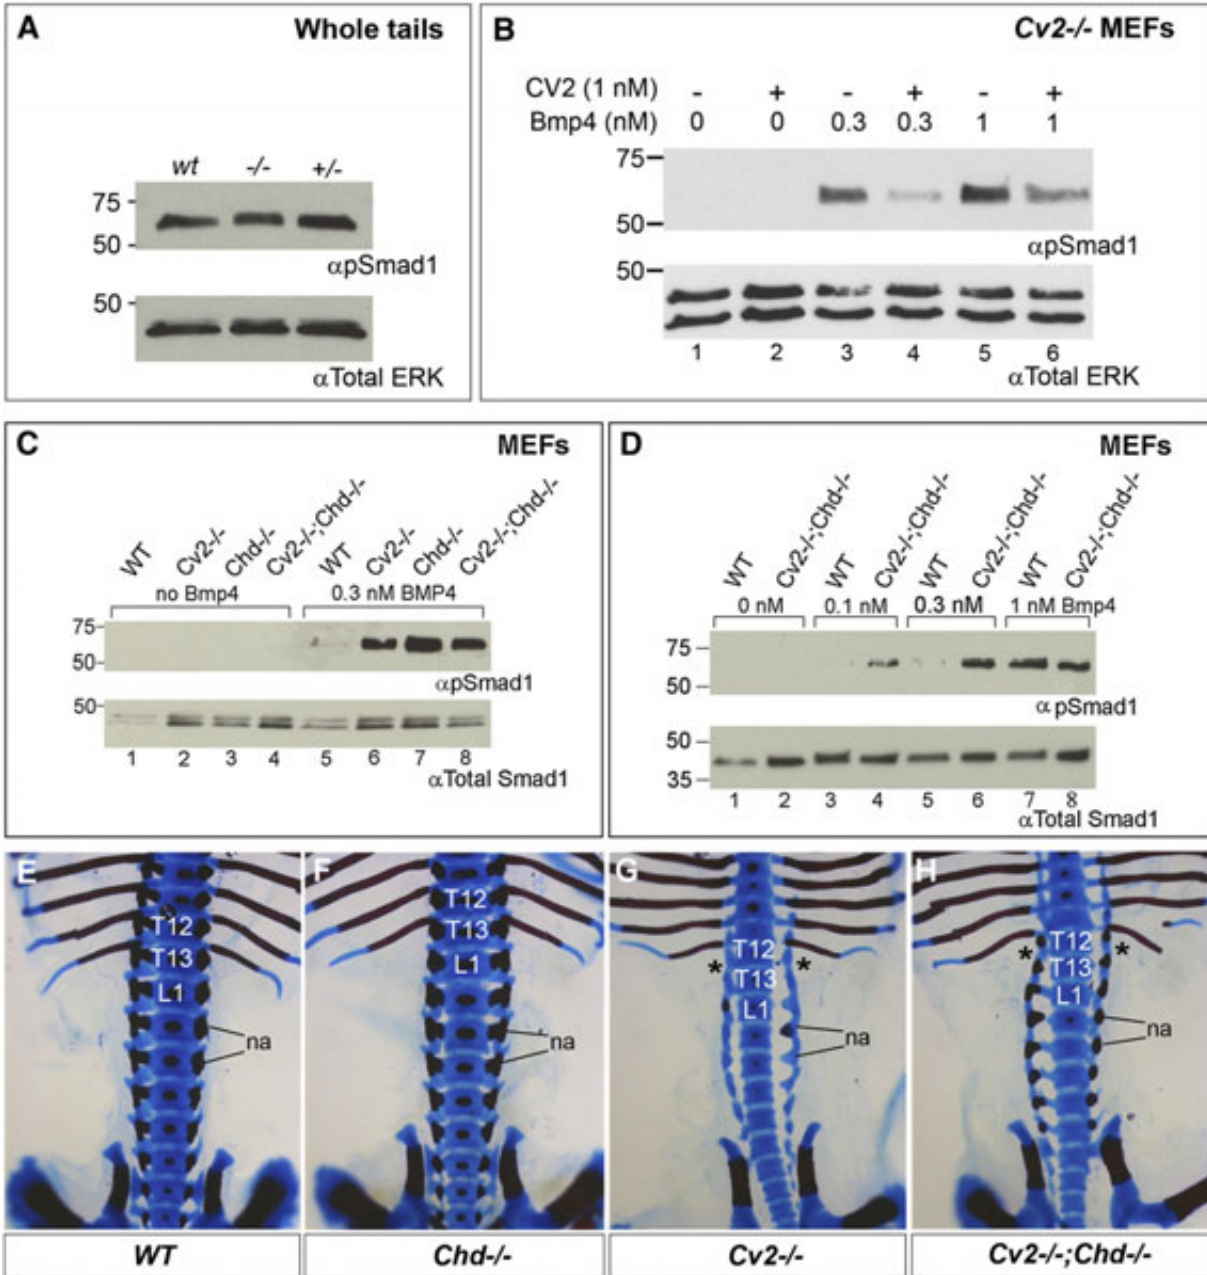 A Whole tails
wt -/- +/-
75
50
αpSmad1
50
αTotal ERK
B Cv2-/- MEFs
CV2 (1 nM) - + - + - +
Bmp4 (nM) 0 0 0.3 0.3 1 1
75
50
αpSmad1
50
1 2 3 4 5 6
αTotal ERK
C MEFs
WT Cv2-/- Chd-/- Cv2-/-;Chd-/- WT Cv2-/- Chd-/- Cv2-/-;Chd-/-
no Bmp4 0.3 nM BMP4
75
50
αpSmad1
50
1 2 3 4 5 6 7 8
αTotal Smad1
D MEFs
WT Cv2-/-;Chd-/- WT Cv2-/-;Chd-/- WT Cv2-/-;Chd-/- WT Cv2-/-;Chd-/-
0 nM 0.1 nM 0.3 nM 1 nM Bmp4
75
50
αpSmad1
50
35
1 2 3 4 5 6 7 8
αTotal Smad1
E
T12
T13
L1
na
WT
F
T12
T13
L1
na
Chd-/-
G
T12
* *
T13
L1
na
Cv2-/-
H
T12
* *
T13
L1
na
Cv2-/-;Chd-/-